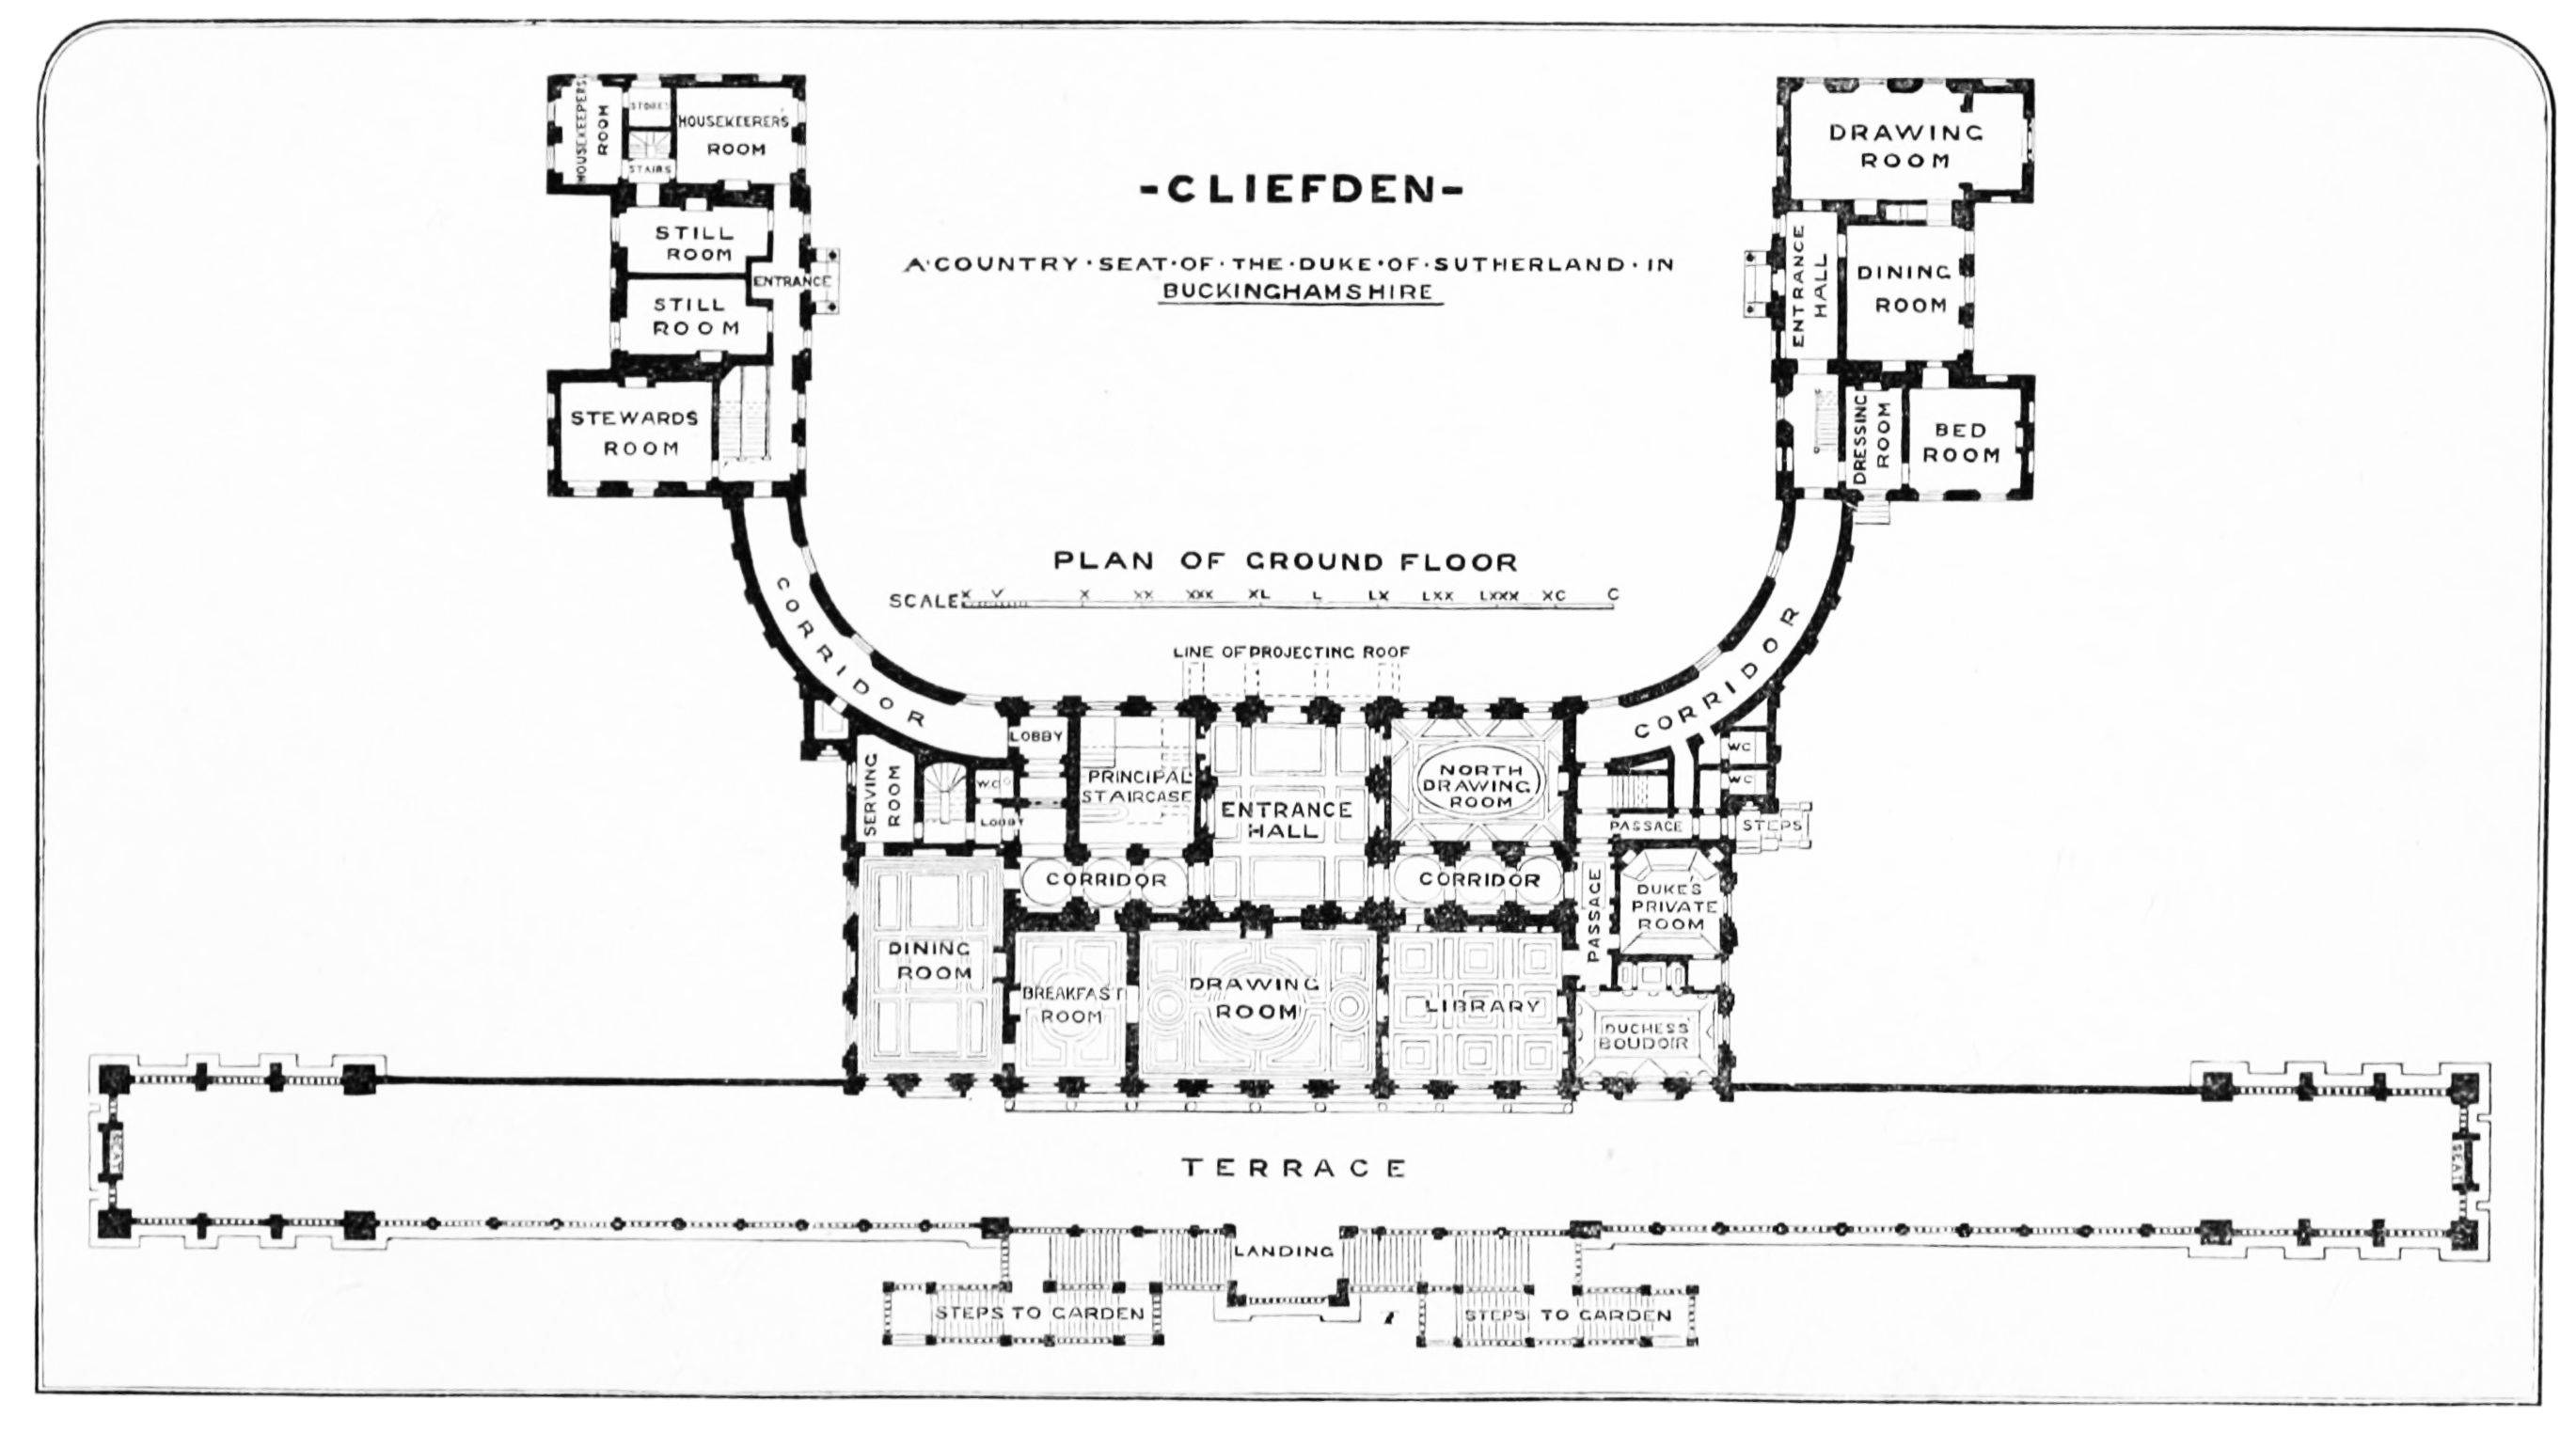 -CLIEFDEN-
A·COUNTRY·SEAT·OF·THE·DUKE·OF·SUTHERLAND·IN
BUCKINGHAMSHIRE
HOUSEKEEPERS
ROOM
STORES
STAIRS
HOUSEKEERERS
ROOM
STILL
ROOM
ENTRANCE
STILL
ROOM
STEWARDS
ROOM
DRAWING
ROOM
ENTRANCE
HALL
DINING
ROOM
DRESSING
ROOM
BED
ROOM
PLAN OF GROUND FLOOR
SCALE X V X XX XXX XL L LX LXX LXXX XC C
LINE OF PROJECTING ROOF
CORRIDOR
CORRIDOR
LOBBY
SERVING
ROOM
WC
LOBBY
PRINCIPAL
STAIRCASE
ENTRANCE
HALL
NORTH
DRAWING
ROOM
WC
WC
PASSAGE
STEPS
CORRIDOR
CORRIDOR
PASSAGE
DUKE'S
PRIVATE
ROOM
DINING
ROOM
BREAKFAST
ROOM
DRAWING
ROOM
LIBRARY
DUCHESS'
BOUDOIR
SEAT
TERRACE
SEAT
LANDING
STEPS TO GARDEN
STEPS TO GARDEN